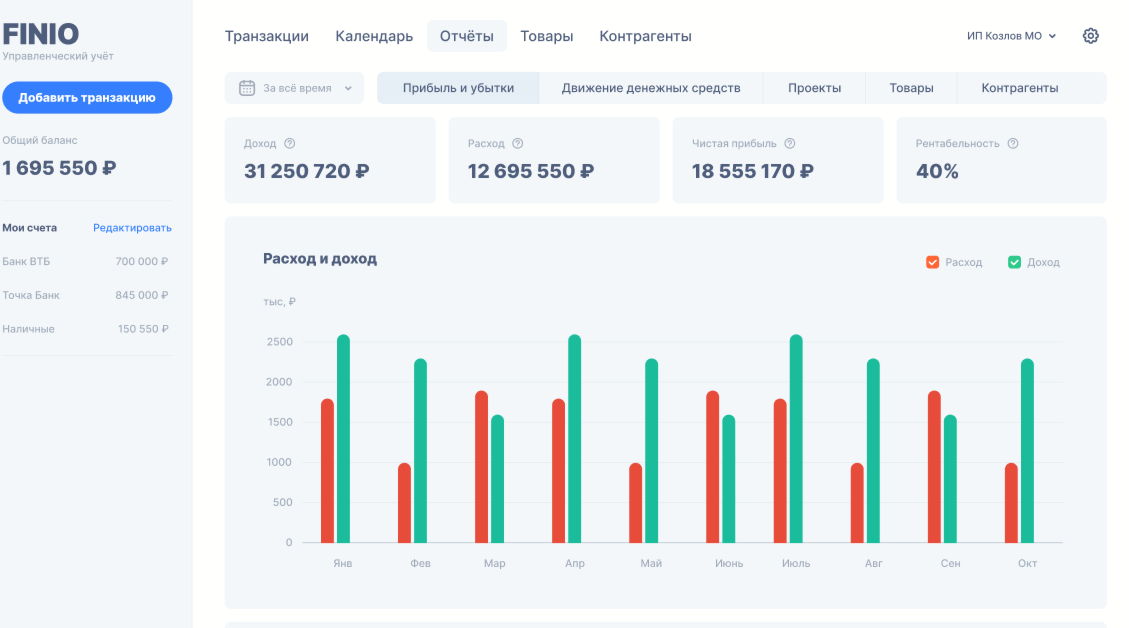 FINIO
Управленческий учёт
Добавить транзакцию
Общий баланс
1 695 550 ₽
Мои счета Редактировать
Банк ВТБ 700 000 ₽
Точка Банк 845 000 ₽
Наличные 150 550 ₽
Транзакции Календарь Отчёты Товары Контрагенты ИП Козлов МО
За всё время Прибыль и убытки Движение денежных средств Проекты Товары Контрагенты
Доход Расход Чистая прибыль Рентабельность
31 250 720 ₽ 12 695 550 ₽ 18 555 170 ₽ 40%
Расход и доход Расход Доход
тыс, ₽
2500
2000
1500
1000
500
0
Янв Фев Мар Апр Май Июнь Июль Авг Сен Окт